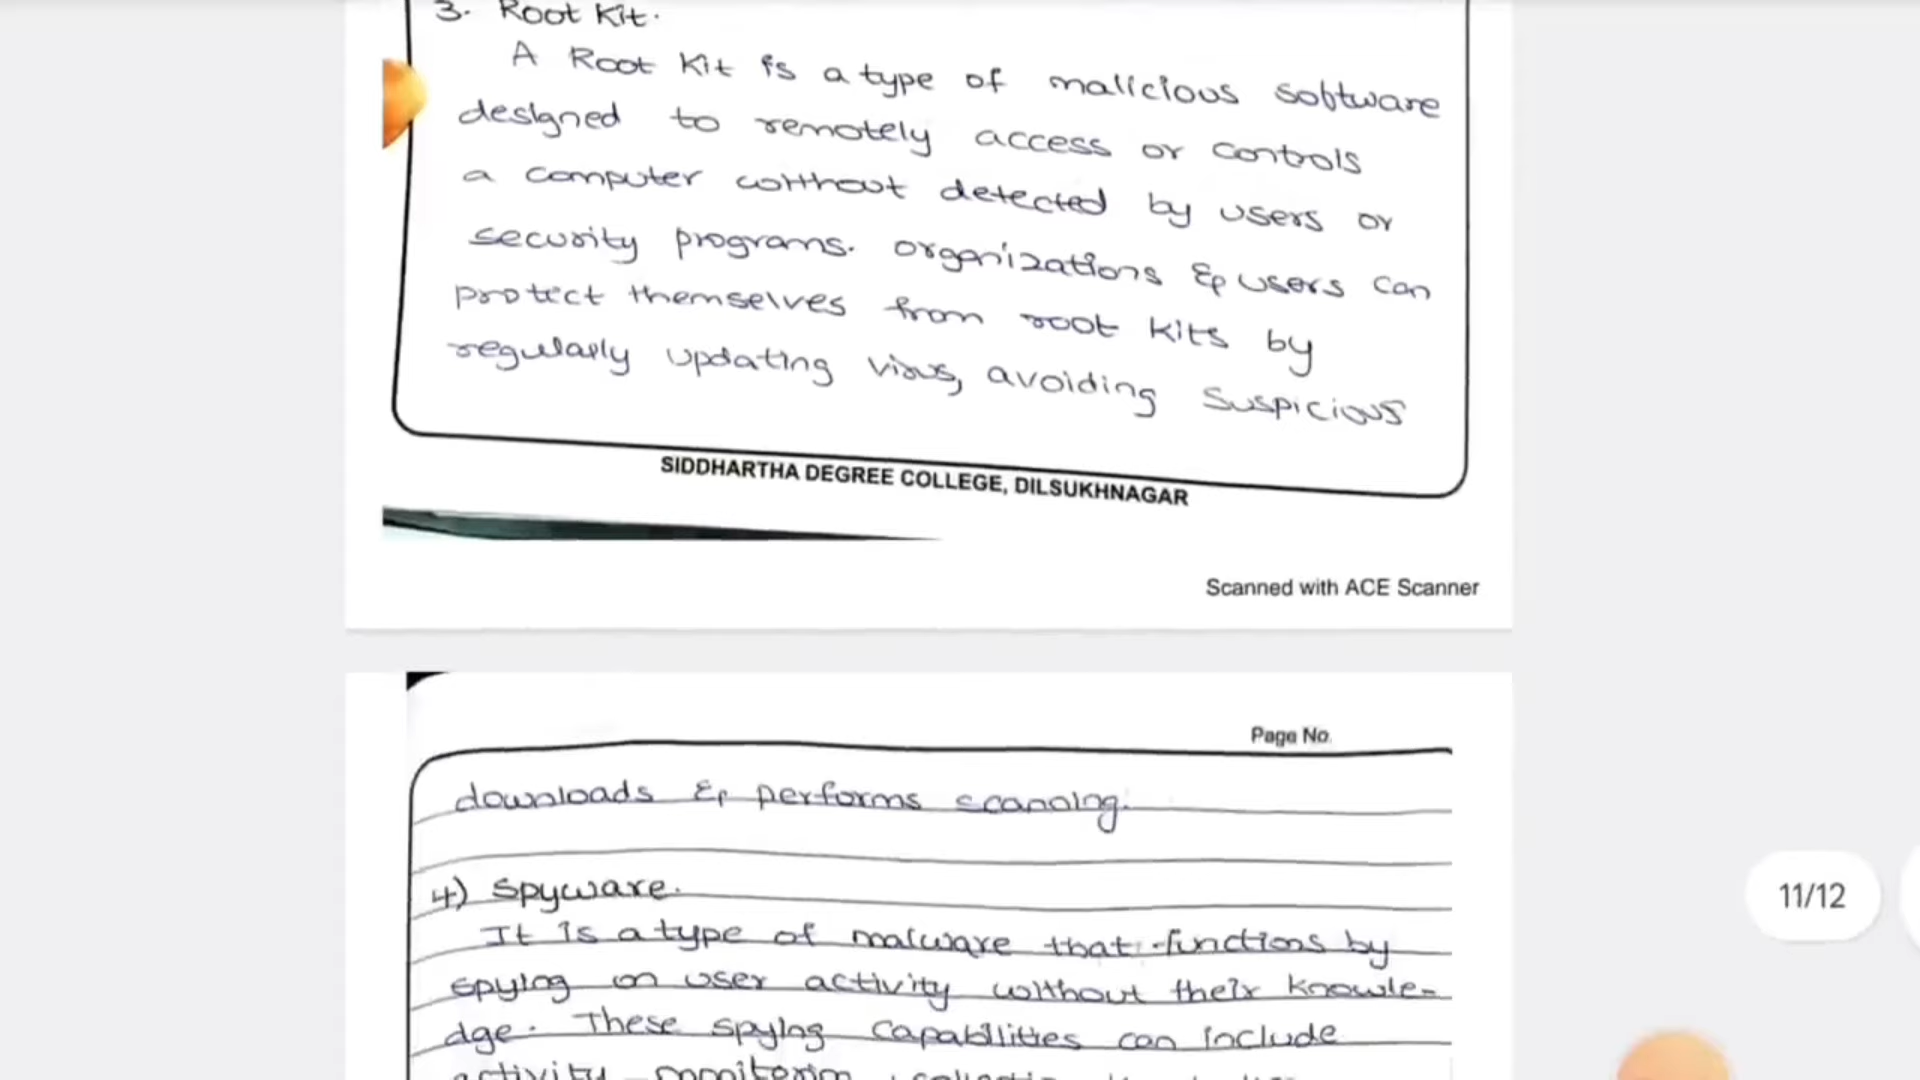 3. Root Kit.
A Root Kit is a type of malicious software
designed to remotely access or controls
a computer without detected by users or
security programs. organizations & users can
protect themselves from root kits by
regularly updating virus, avoiding suspicious
SIDDHARTHA DEGREE COLLEGE, DILSUKHNAGAR
Scanned with ACE Scanner
Page No.
downloads & performs scanning.
4) Spyware.
It is a type of malware that functions by
spying on user activity without their knowle-
dge. These spying capabilities can include
activity monitoring,
11/12